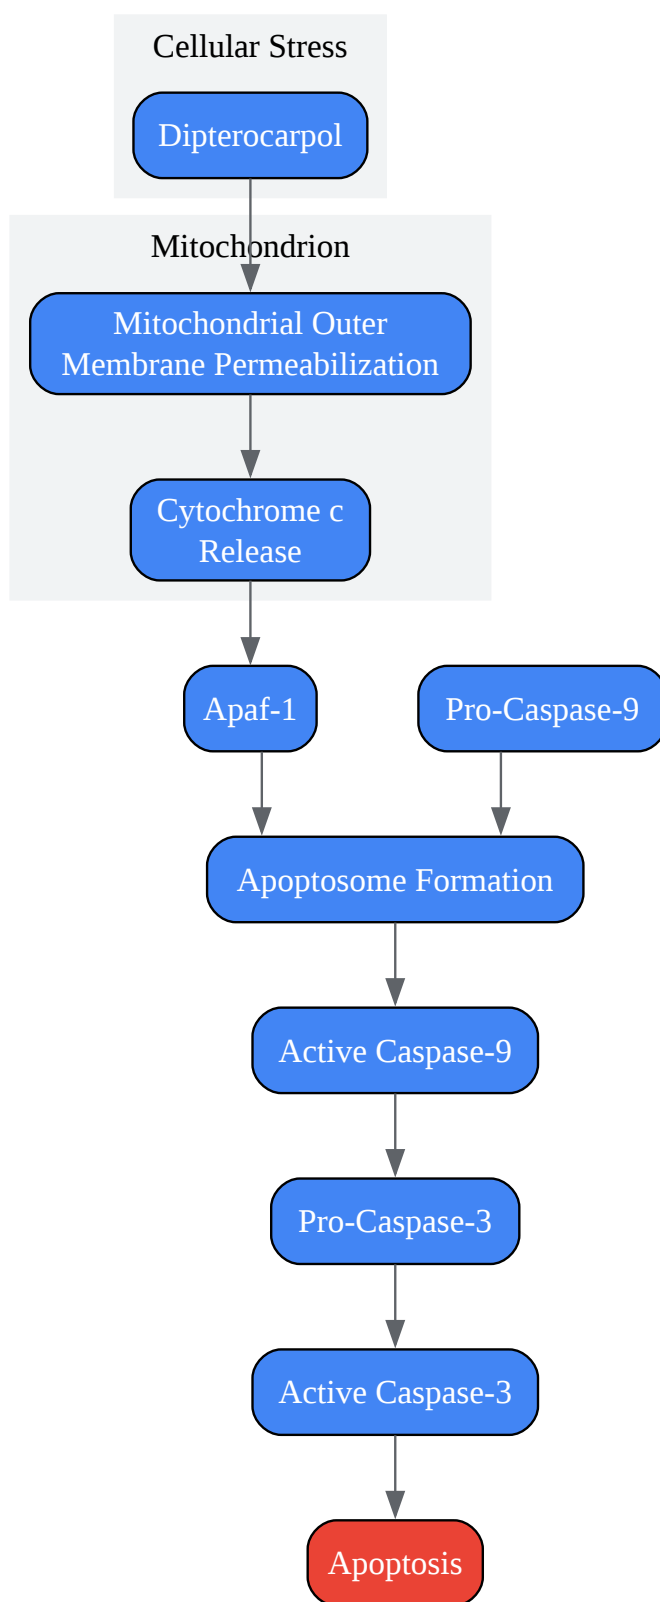 Cellular Stress
Dipterocarpol
Mitochondrion
Mitochondrial Outer
Membrane Permeabilization
Cytochrome c
Release
Apaf-1
Pro-Caspase-9
Apoptosome Formation
Active Caspase-9
Pro-Caspase-3
Active Caspase-3
Apoptosis